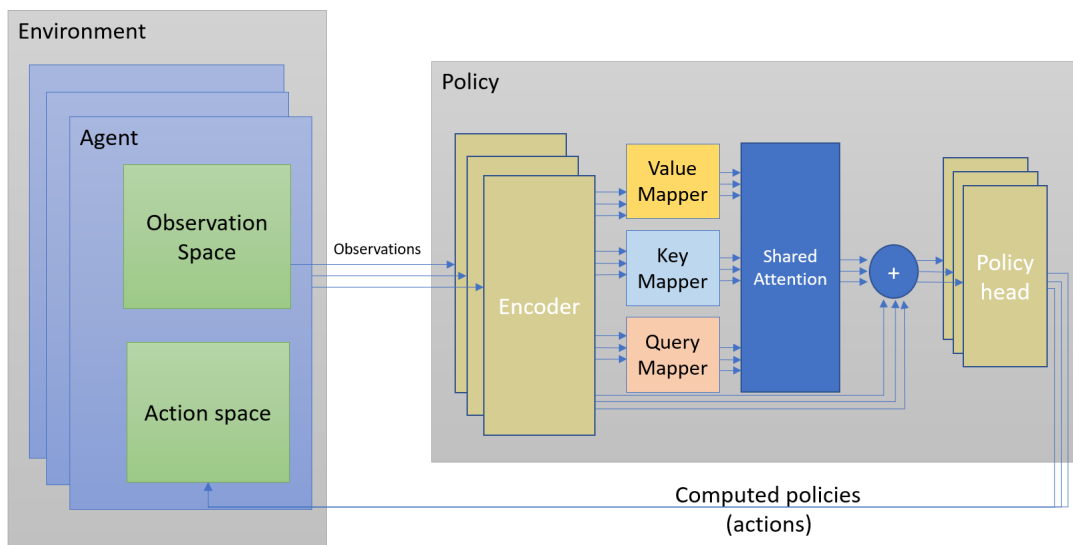 Environment
Agent
Observation
Space
Action space
Observations
Policy
Encoder
Value
Mapper
Key
Mapper
Query
Mapper
Shared
Attention
+
Policy
head
Computed policies
(actions)